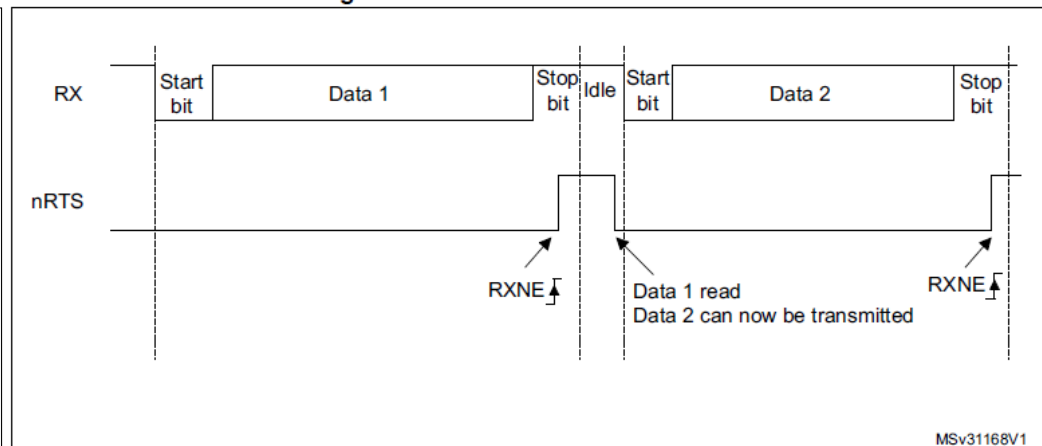 RX
Start
bit
Data 1
Stop
bit
Idle
Start
bit
Data 2
Stop
bit
nRTS
RXNE
Data 1 read
Data 2 can now be transmitted
RXNE
MSv31168V1